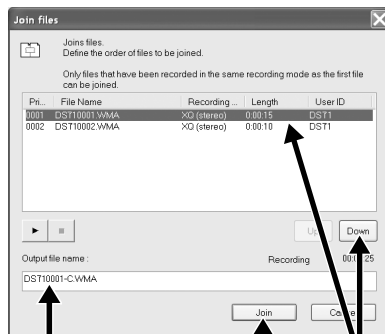 Join files
Joins files.
Define the order of files to be joined.
Only files that have been recorded in the same recording mode as the first file
can be joined.
Pri... File Name Recording ... Length User ID
0001 DST10001.WMA XQ (stereo) 0:00:15 DST1
0002 DST10002.WMA XQ (stereo) 0:00:10 DST1
Up Down
Output file name : Recording
DST10001-C.WMA
Join